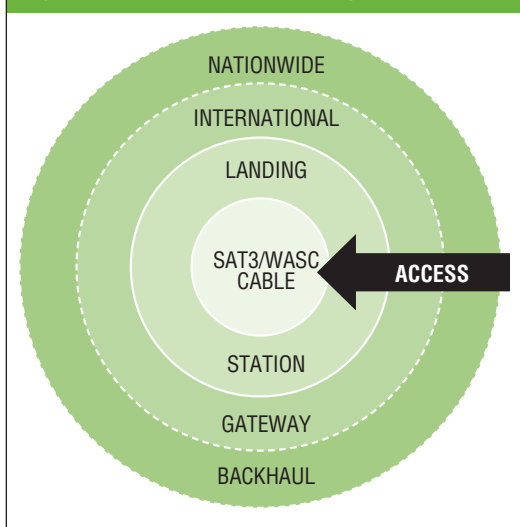 NATIONWIDE
INTERNATIONAL
LANDING
SAT3/WASC
CABLE
ACCESS
STATION
GATEWAY
BACKHAUL